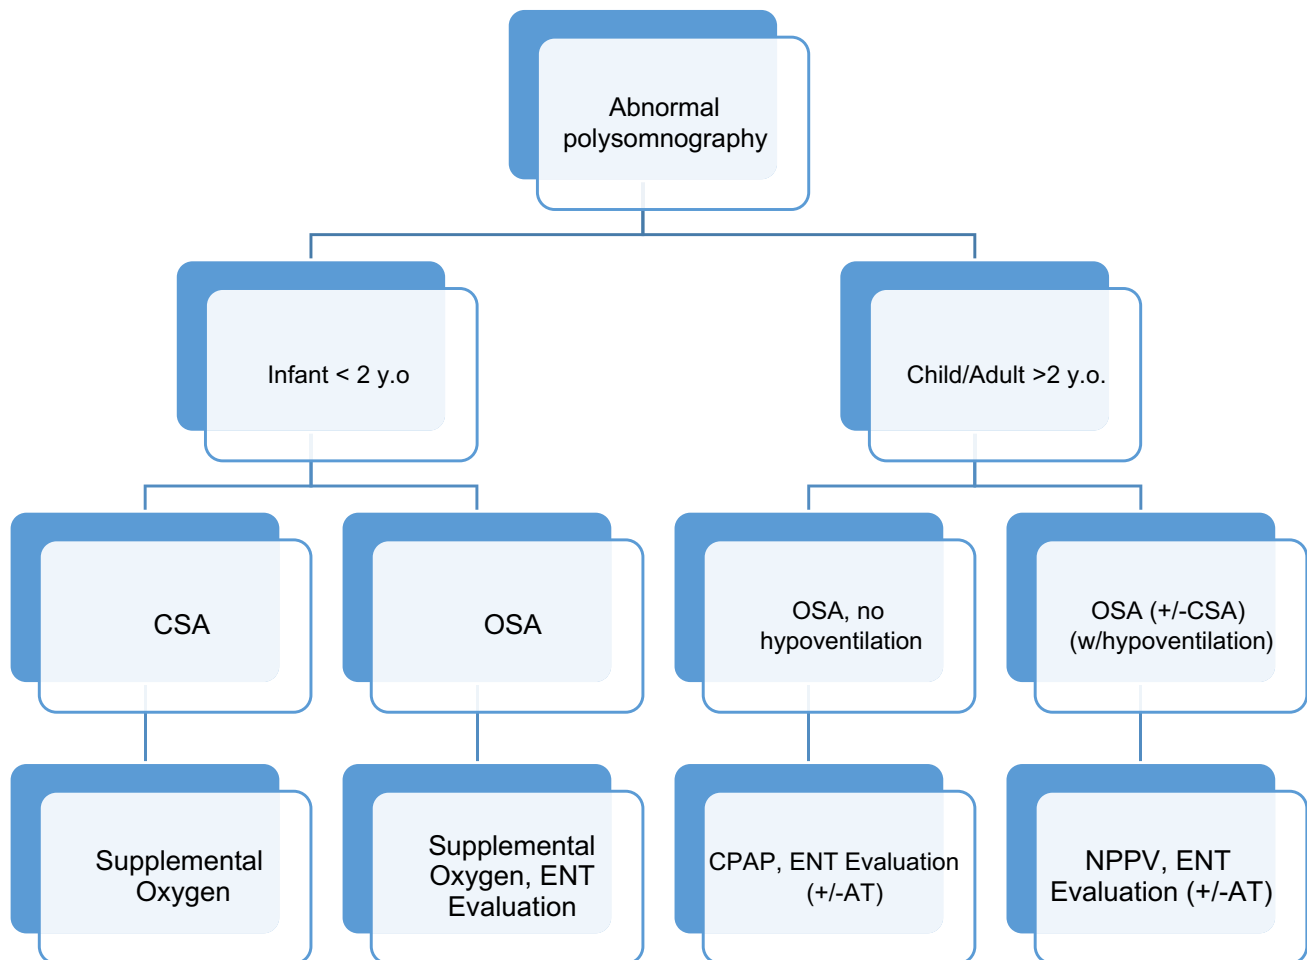 Abnormal
polysomnography
Infant < 2 y.o
Child/Adult >2 y.o.
CSA
OSA
OSA, no
hypoventilation
OSA (+/-CSA)
(w/hypoventilation)
Supplemental
Oxygen
Supplemental
Oxygen, ENT
Evaluation
CPAP, ENT Evaluation
(+/-AT)
NPPV, ENT
Evaluation (+/-AT)